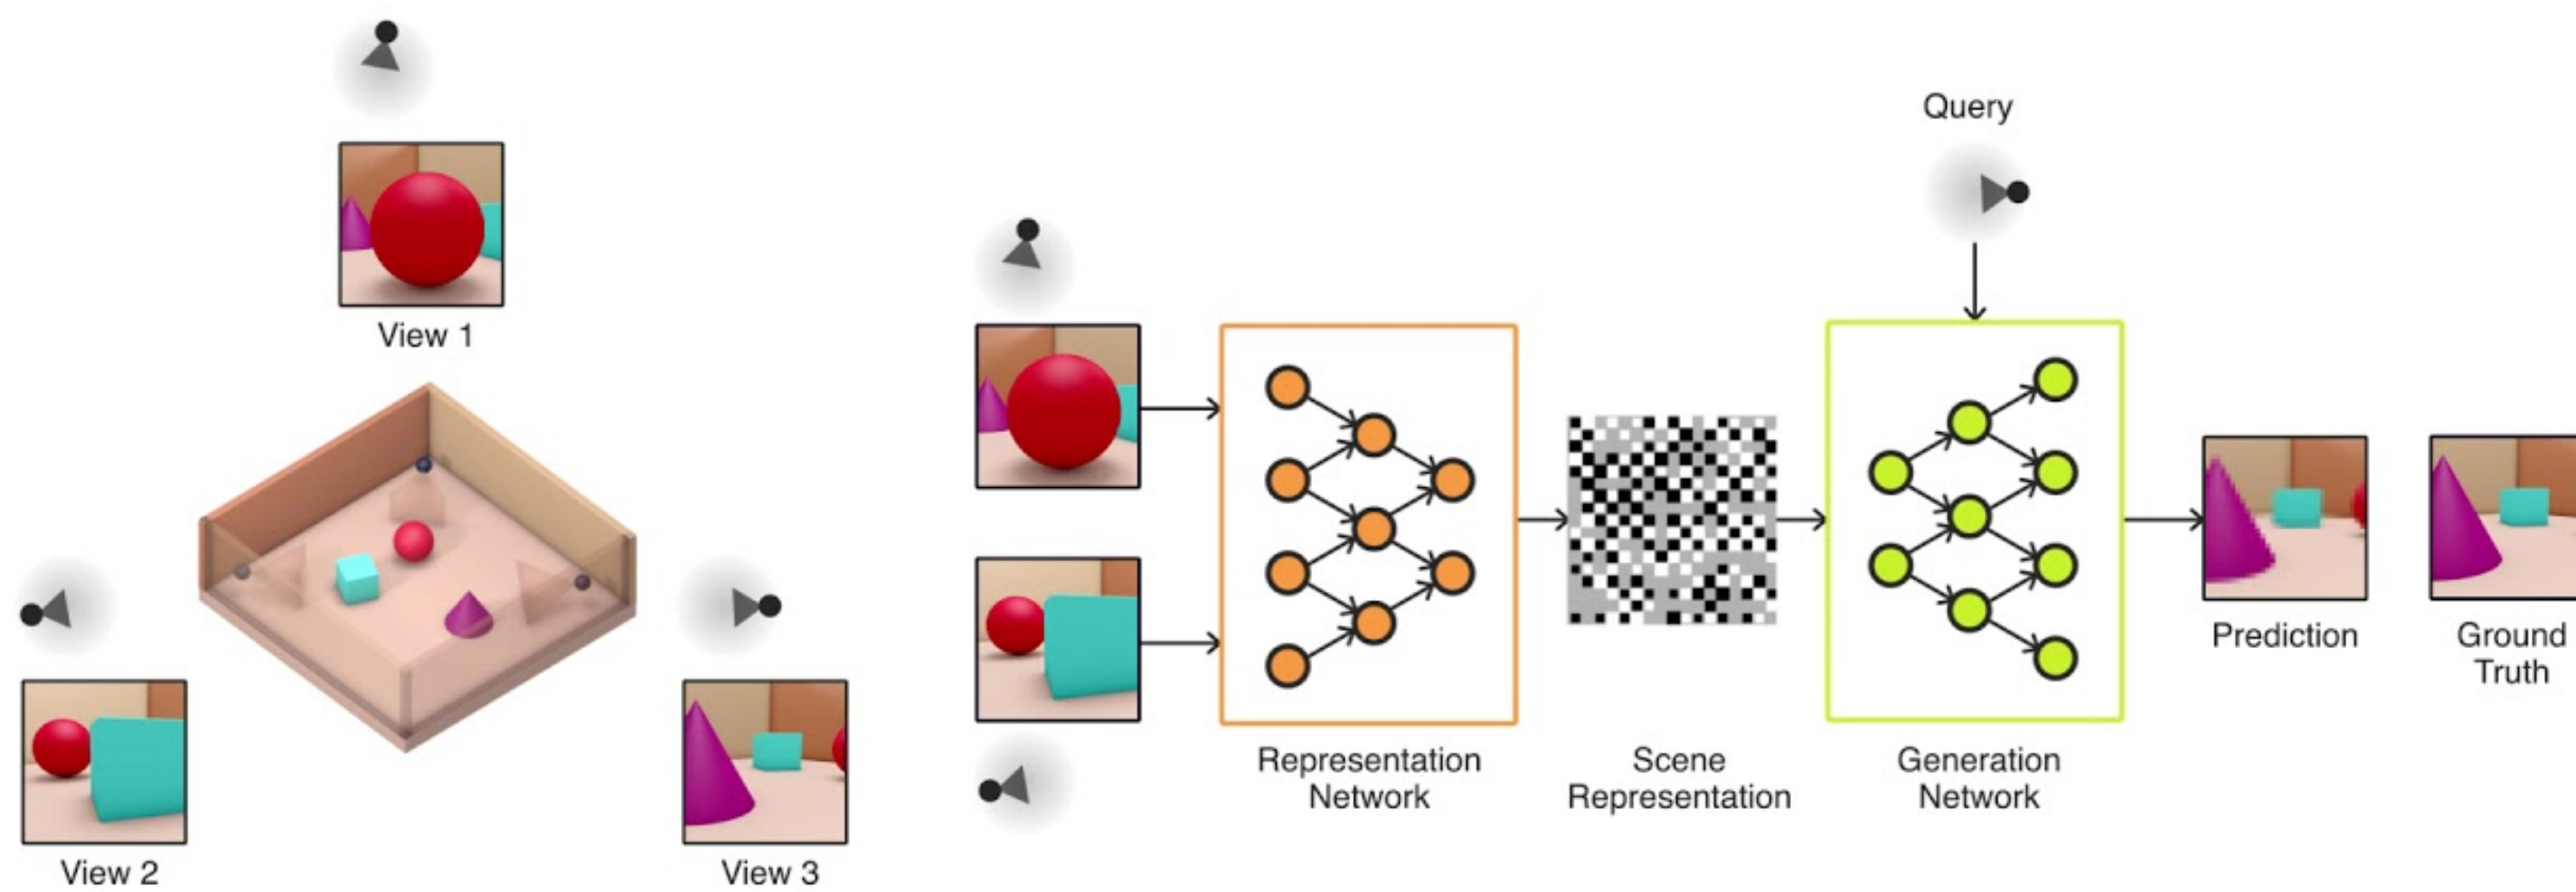 View 1
View 2
View 3
Query
Representation
Network
Scene
Representation
Generation
Network
Prediction
Ground
Truth